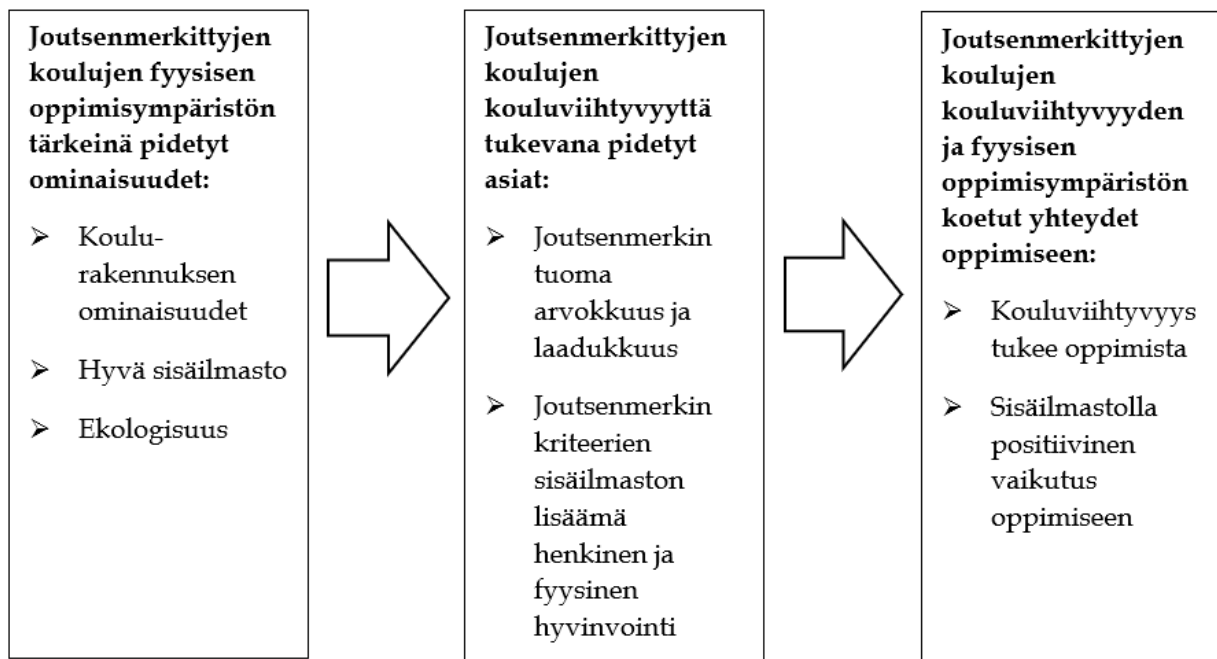 Joutsenmerkittyjen
koulujen fyysisen
oppimisympäristön
tärkeinä pidetyt
ominaisuudet:
➢ Koulu-
rakennuksen
ominaisuudet
➢ Hyvä sisäilmasto
➢ Ekologisuus
Joutsenmerkittyjen
koulujen
kouluviihtyvyyttä
tukevana pidetyt
asiat:
➢ Joutsenmerkin
tuoma
arvokkuus ja
laadukkuus
➢ Joutsenmerkin
kriteerien
sisäilmaston
lisäämä
henkinen ja
fyysinen
hyvinvointi
Joutsenmerkittyjen
koulujen
kouluviihtyvyyden
ja fyysisen
oppimisympäristön
koetut yhteydet
oppimiseen:
➢ Kouluviihtyvyys
tukee oppimista
➢ Sisäilmastolla
positiivinen
vaikutus
oppimiseen